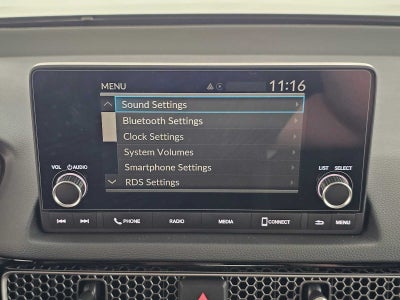 MENU 11:16
Sound Settings
Bluetooth Settings
Clock Settings
System Volumes
Smartphone Settings
RDS Settings
VOL AUDIO
LIST SELECT
PHONE RADIO MEDIA CONNECT MENU